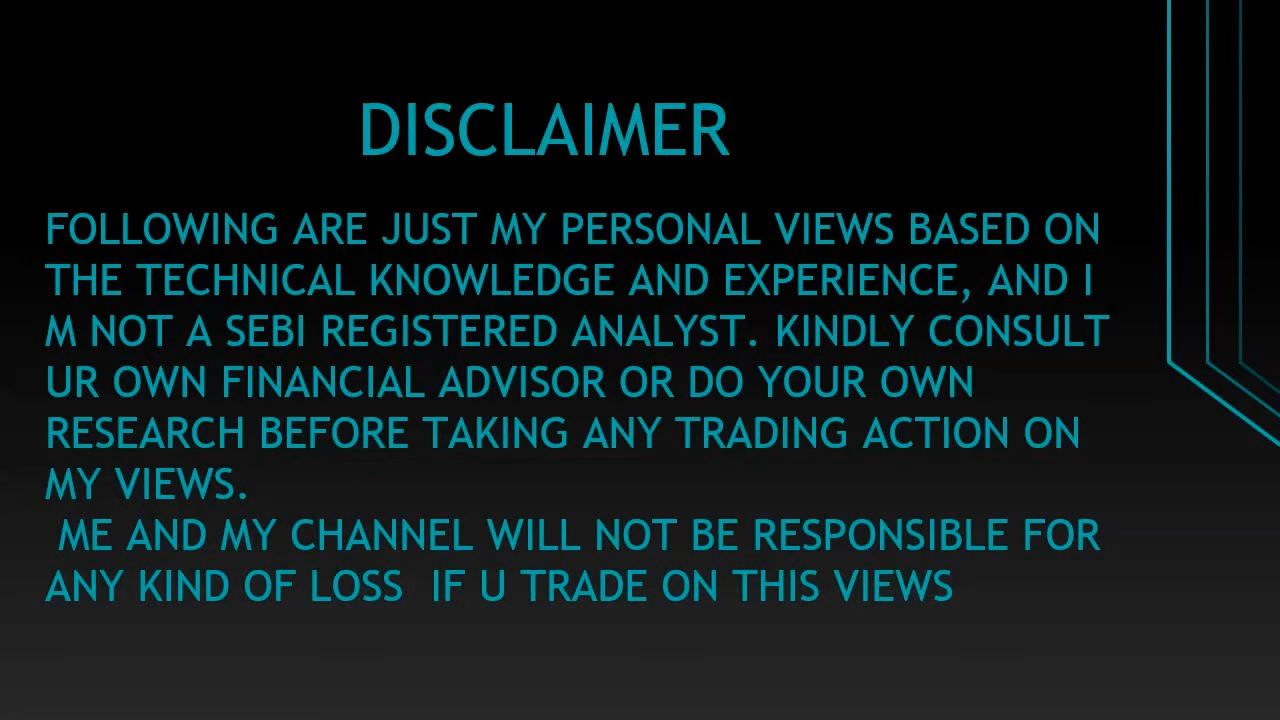 DISCLAIMER
FOLLOWING ARE JUST MY PERSONAL VIEWS BASED ON
THE TECHNICAL KNOWLEDGE AND EXPERIENCE, AND I
M NOT A SEBI REGISTERED ANALYST. KINDLY CONSULT
UR OWN FINANCIAL ADVISOR OR DO YOUR OWN
RESEARCH BEFORE TAKING ANY TRADING ACTION ON
MY VIEWS.
ME AND MY CHANNEL WILL NOT BE RESPONSIBLE FOR
ANY KIND OF LOSS  IF U TRADE ON THIS VIEWS